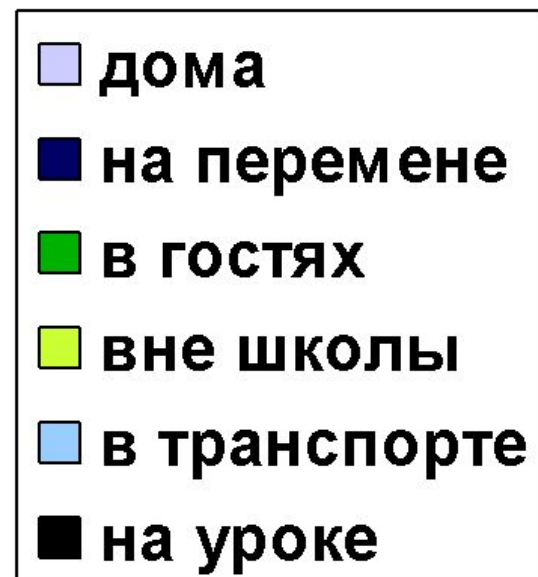 дома
на перемене
в гостях
вне школы
в транспорте
на уроке